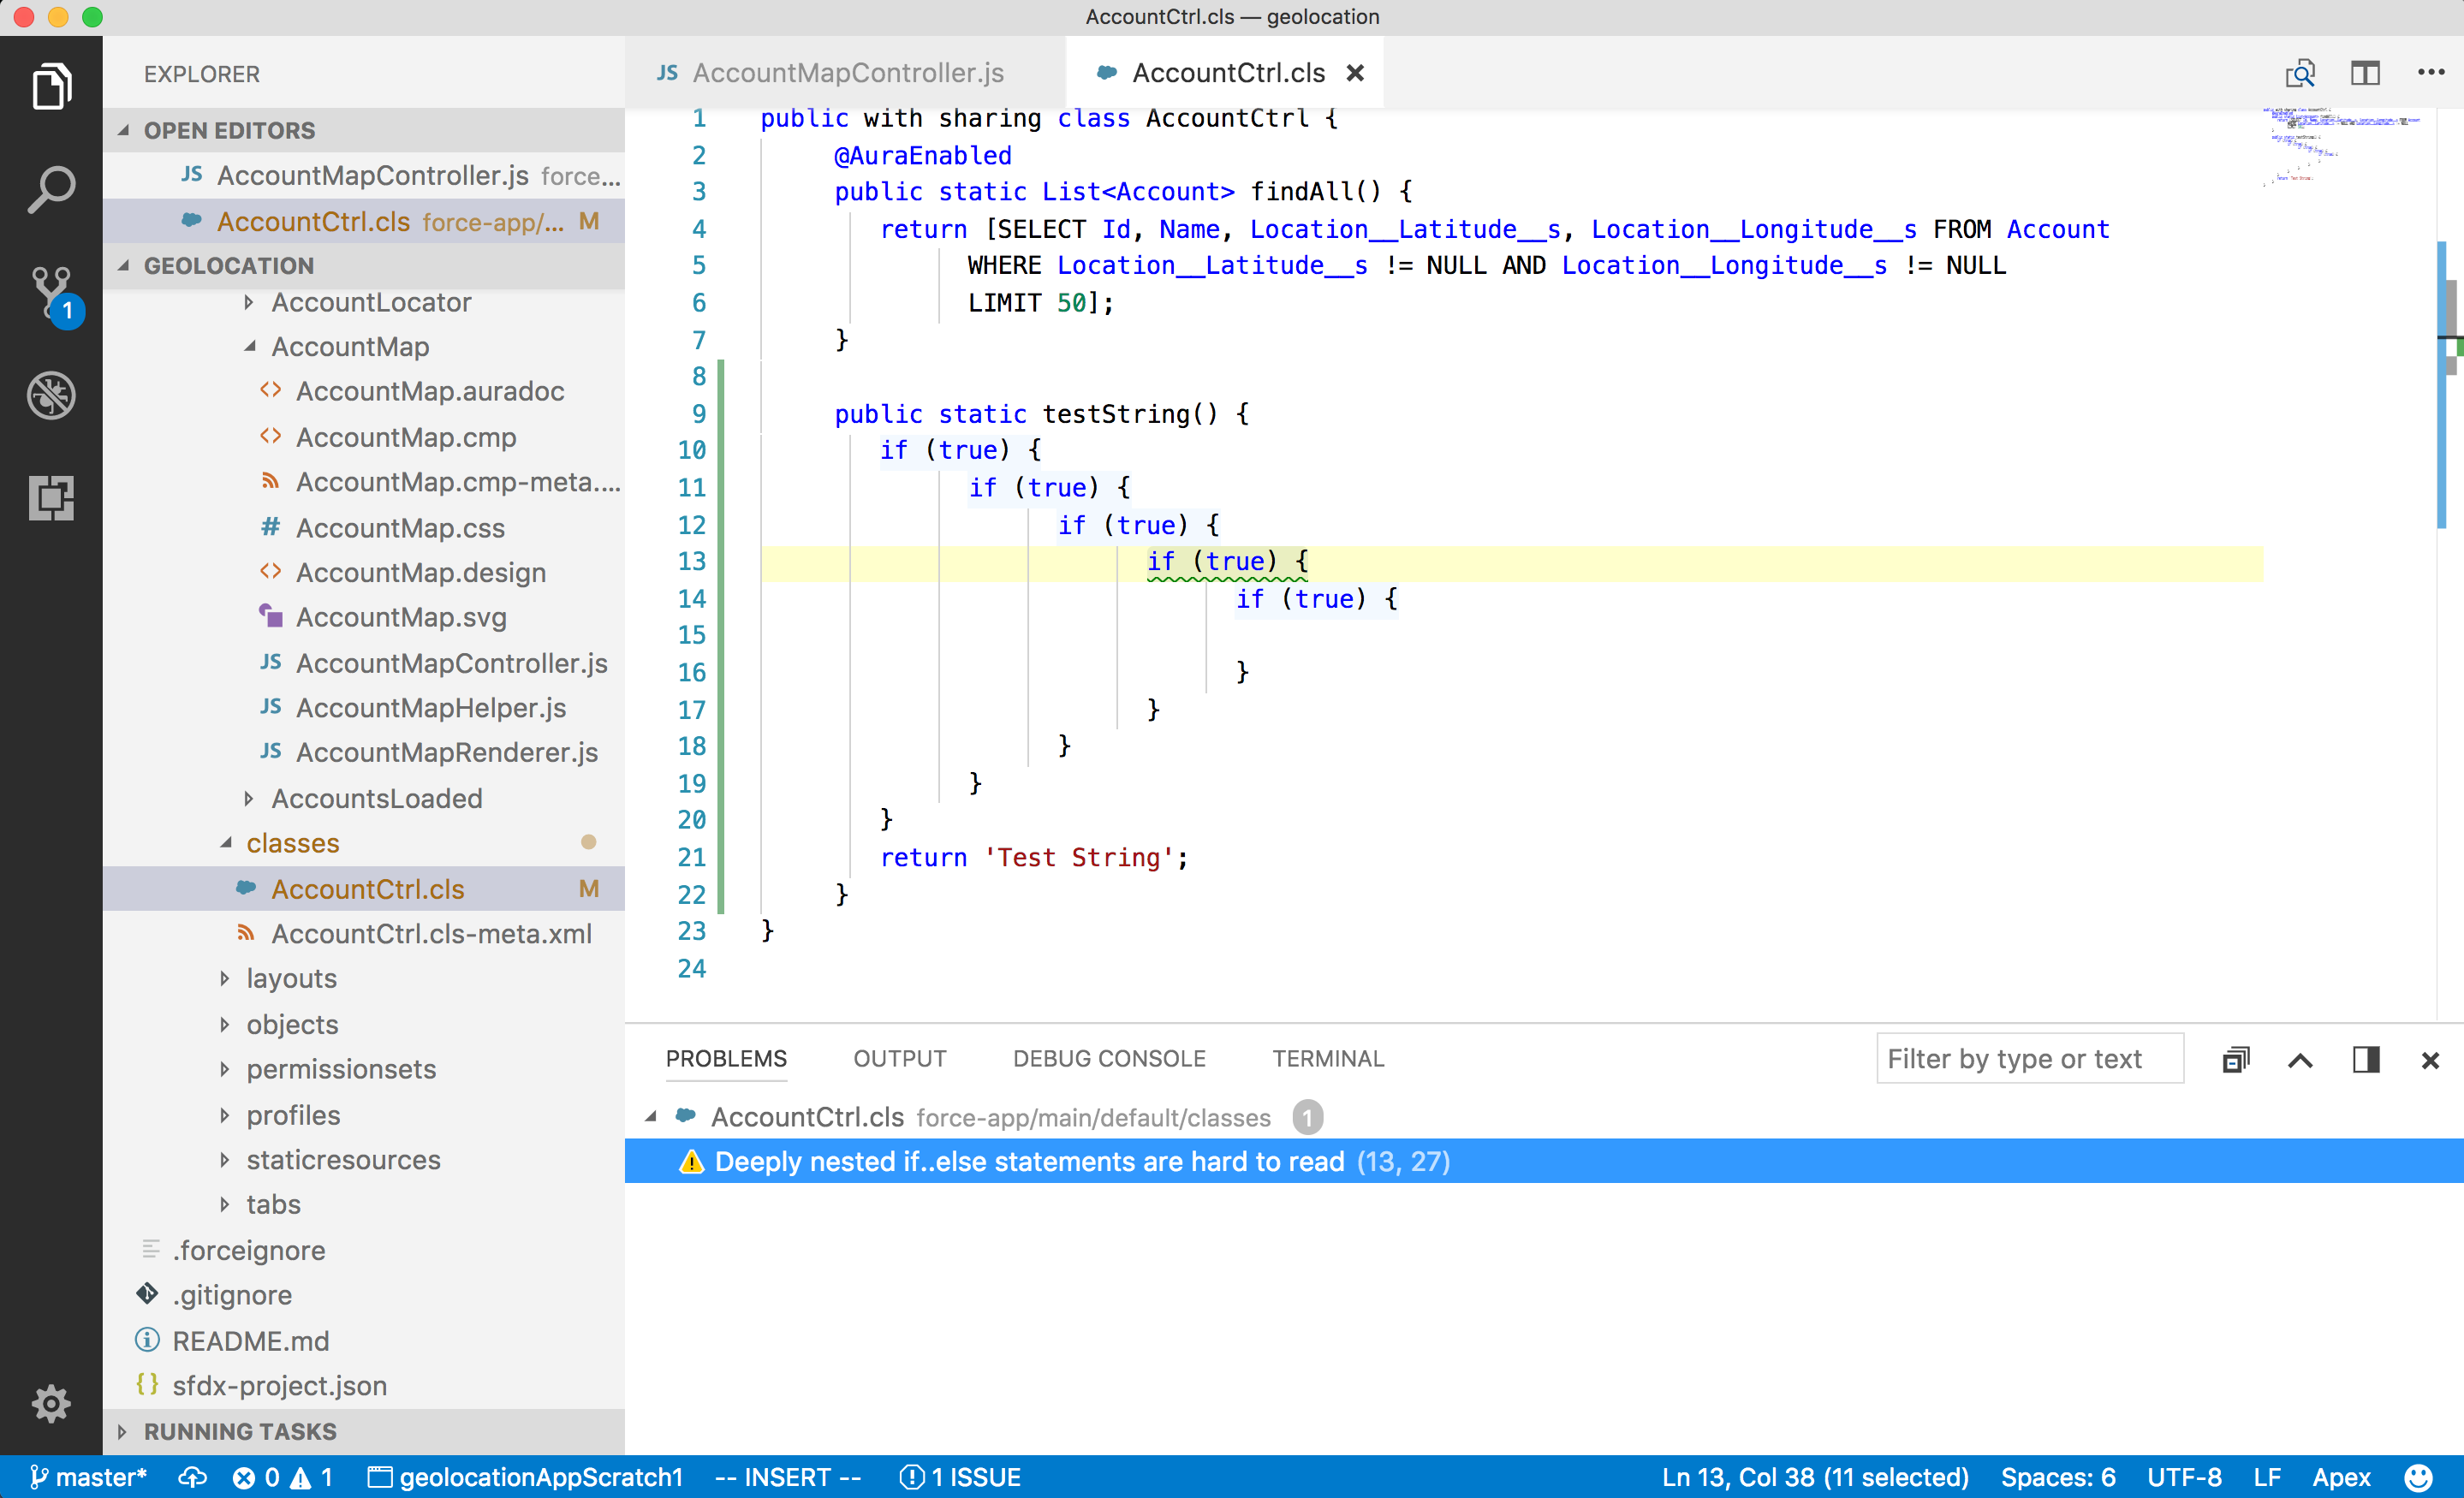 AccountCtrl.cls — geolocation
EXPLORER
OPEN EDITORS
JS AccountMapController.js force...
AccountCtrl.cls force-app/... M
GEOLOCATION
AccountLocator
AccountMap
<> AccountMap.auradoc
<> AccountMap.cmp
AccountMap.cmp-meta....
# AccountMap.css
<> AccountMap.design
AccountMap.svg
JS AccountMapController.js
JS AccountMapHelper.js
JS AccountMapRenderer.js
AccountsLoaded
classes
AccountCtrl.cls M
AccountCtrl.cls-meta.xml
layouts
objects
permissionsets
profiles
staticresources
tabs
.forceignore
.gitignore
README.md
{} sfdx-project.json
RUNNING TASKS
1
JS AccountMapController.js
AccountCtrl.cls
1 public with sharing class AccountCtrl {
2 @AuraEnabled
3 public static List<Account> findAll() {
4 return [SELECT Id, Name, Location__Latitude__s, Location__Longitude__s FROM Account
5 WHERE Location__Latitude__s != NULL AND Location__Longitude__s != NULL
6 LIMIT 50];
7 }
8
9 public static testString() {
10 if (true) {
11 if (true) {
12 if (true) {
13 if (true) {
14 if (true) {
15
16 }
17 }
18 }
19 }
20 }
21 return 'Test String';
22 }
23 }
24
PROBLEMS OUTPUT DEBUG CONSOLE TERMINAL Filter by type or text
AccountCtrl.cls force-app/main/default/classes 1
Deeply nested if..else statements are hard to read (13, 27)
master* 0 1 geolocationAppScratch1 -- INSERT -- 1 ISSUE Ln 13, Col 38 (11 selected) Spaces: 6 UTF-8 LF Apex